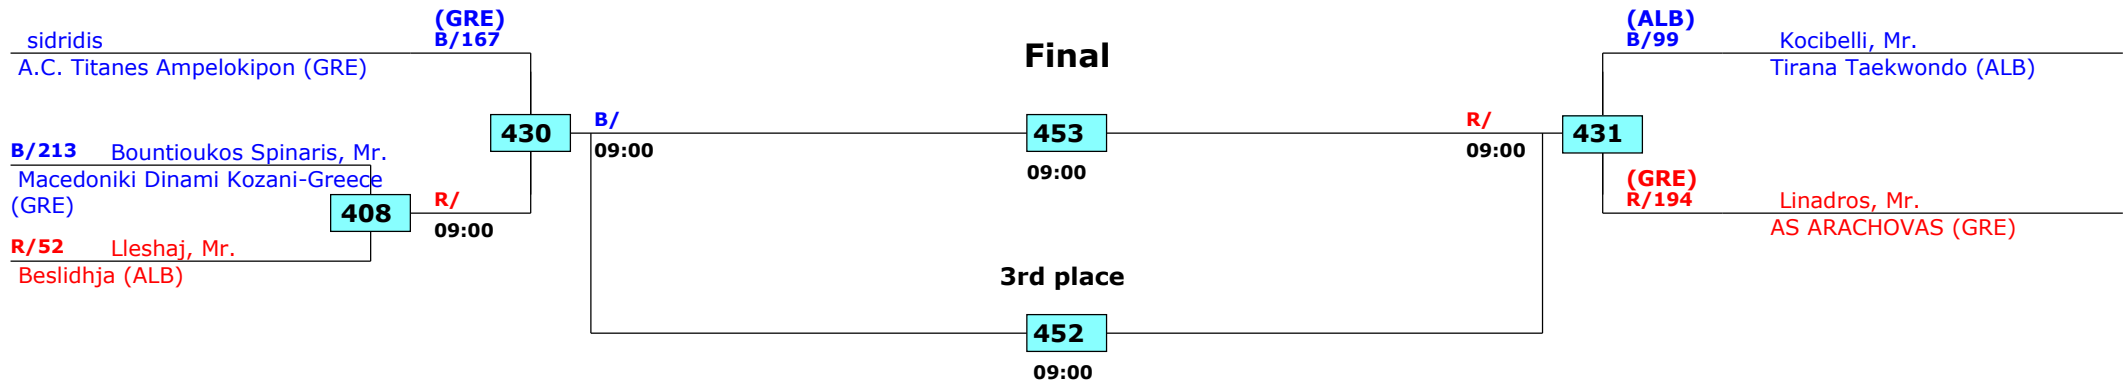 (GRE)
sidridis B/167
A.C. Titanes Ampelokipon (GRE)
B/213 Bountioukos Spinaris, Mr.
Macedoniki Dinami Kozani-Greece
(GRE)
408
R/52 Lleshaj, Mr.
Beslidhja (ALB)
R/
09:00
430
B/
09:00
Final
453
09:00
3rd place
452
09:00
R/
09:00
431
(ALB)
B/99 Kocibelli, Mr.
Tirana Taekwondo (ALB)
(GRE)
R/194 Linadros, Mr.
AS ARACHOVAS (GRE)